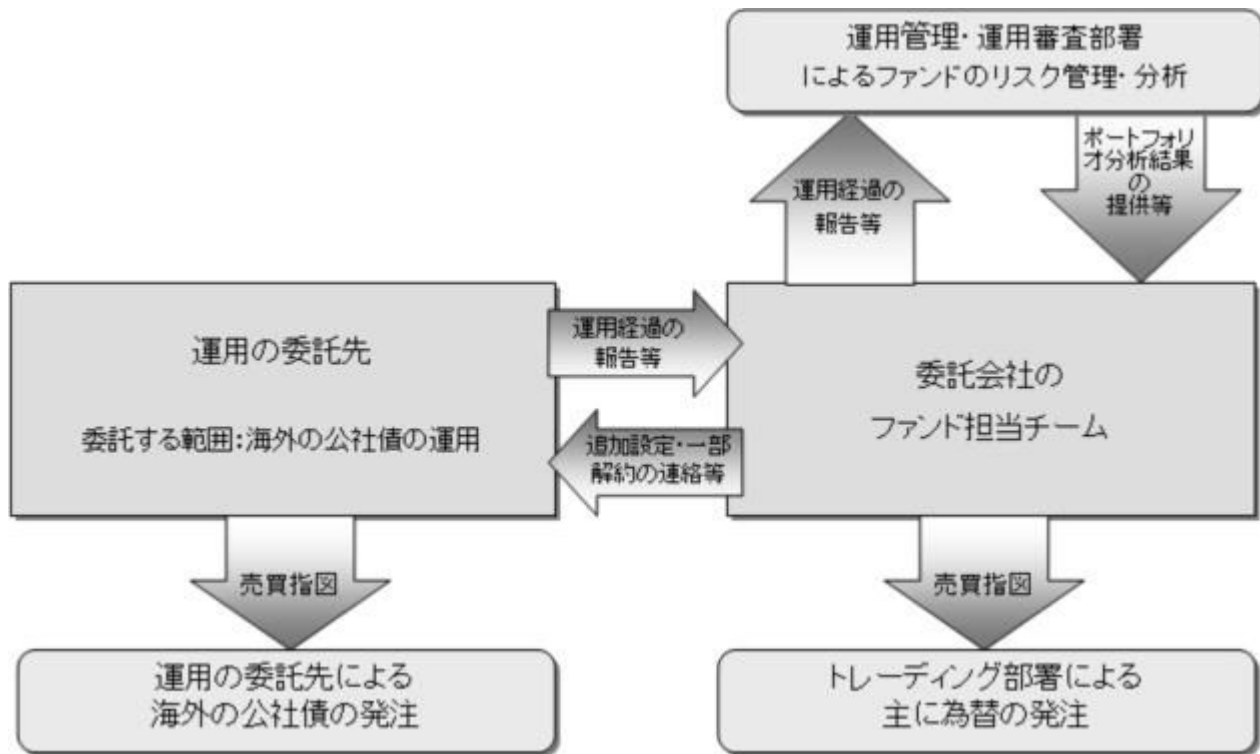 運用管理・運用審査部署
によるファンドのリスク管理・分析
運用経過の
報告等
ポートフォリ
オ分析結果
の
提供等
運用の委託先
委託する範囲:海外の公社債の運用
運用経過の
報告等
追加設定・一部
解約の連絡等
委託会社の
ファンド担当チーム
売買指図
売買指図
運用の委託先による
海外の公社債の発注
トレーディング部署による
主に為替の発注